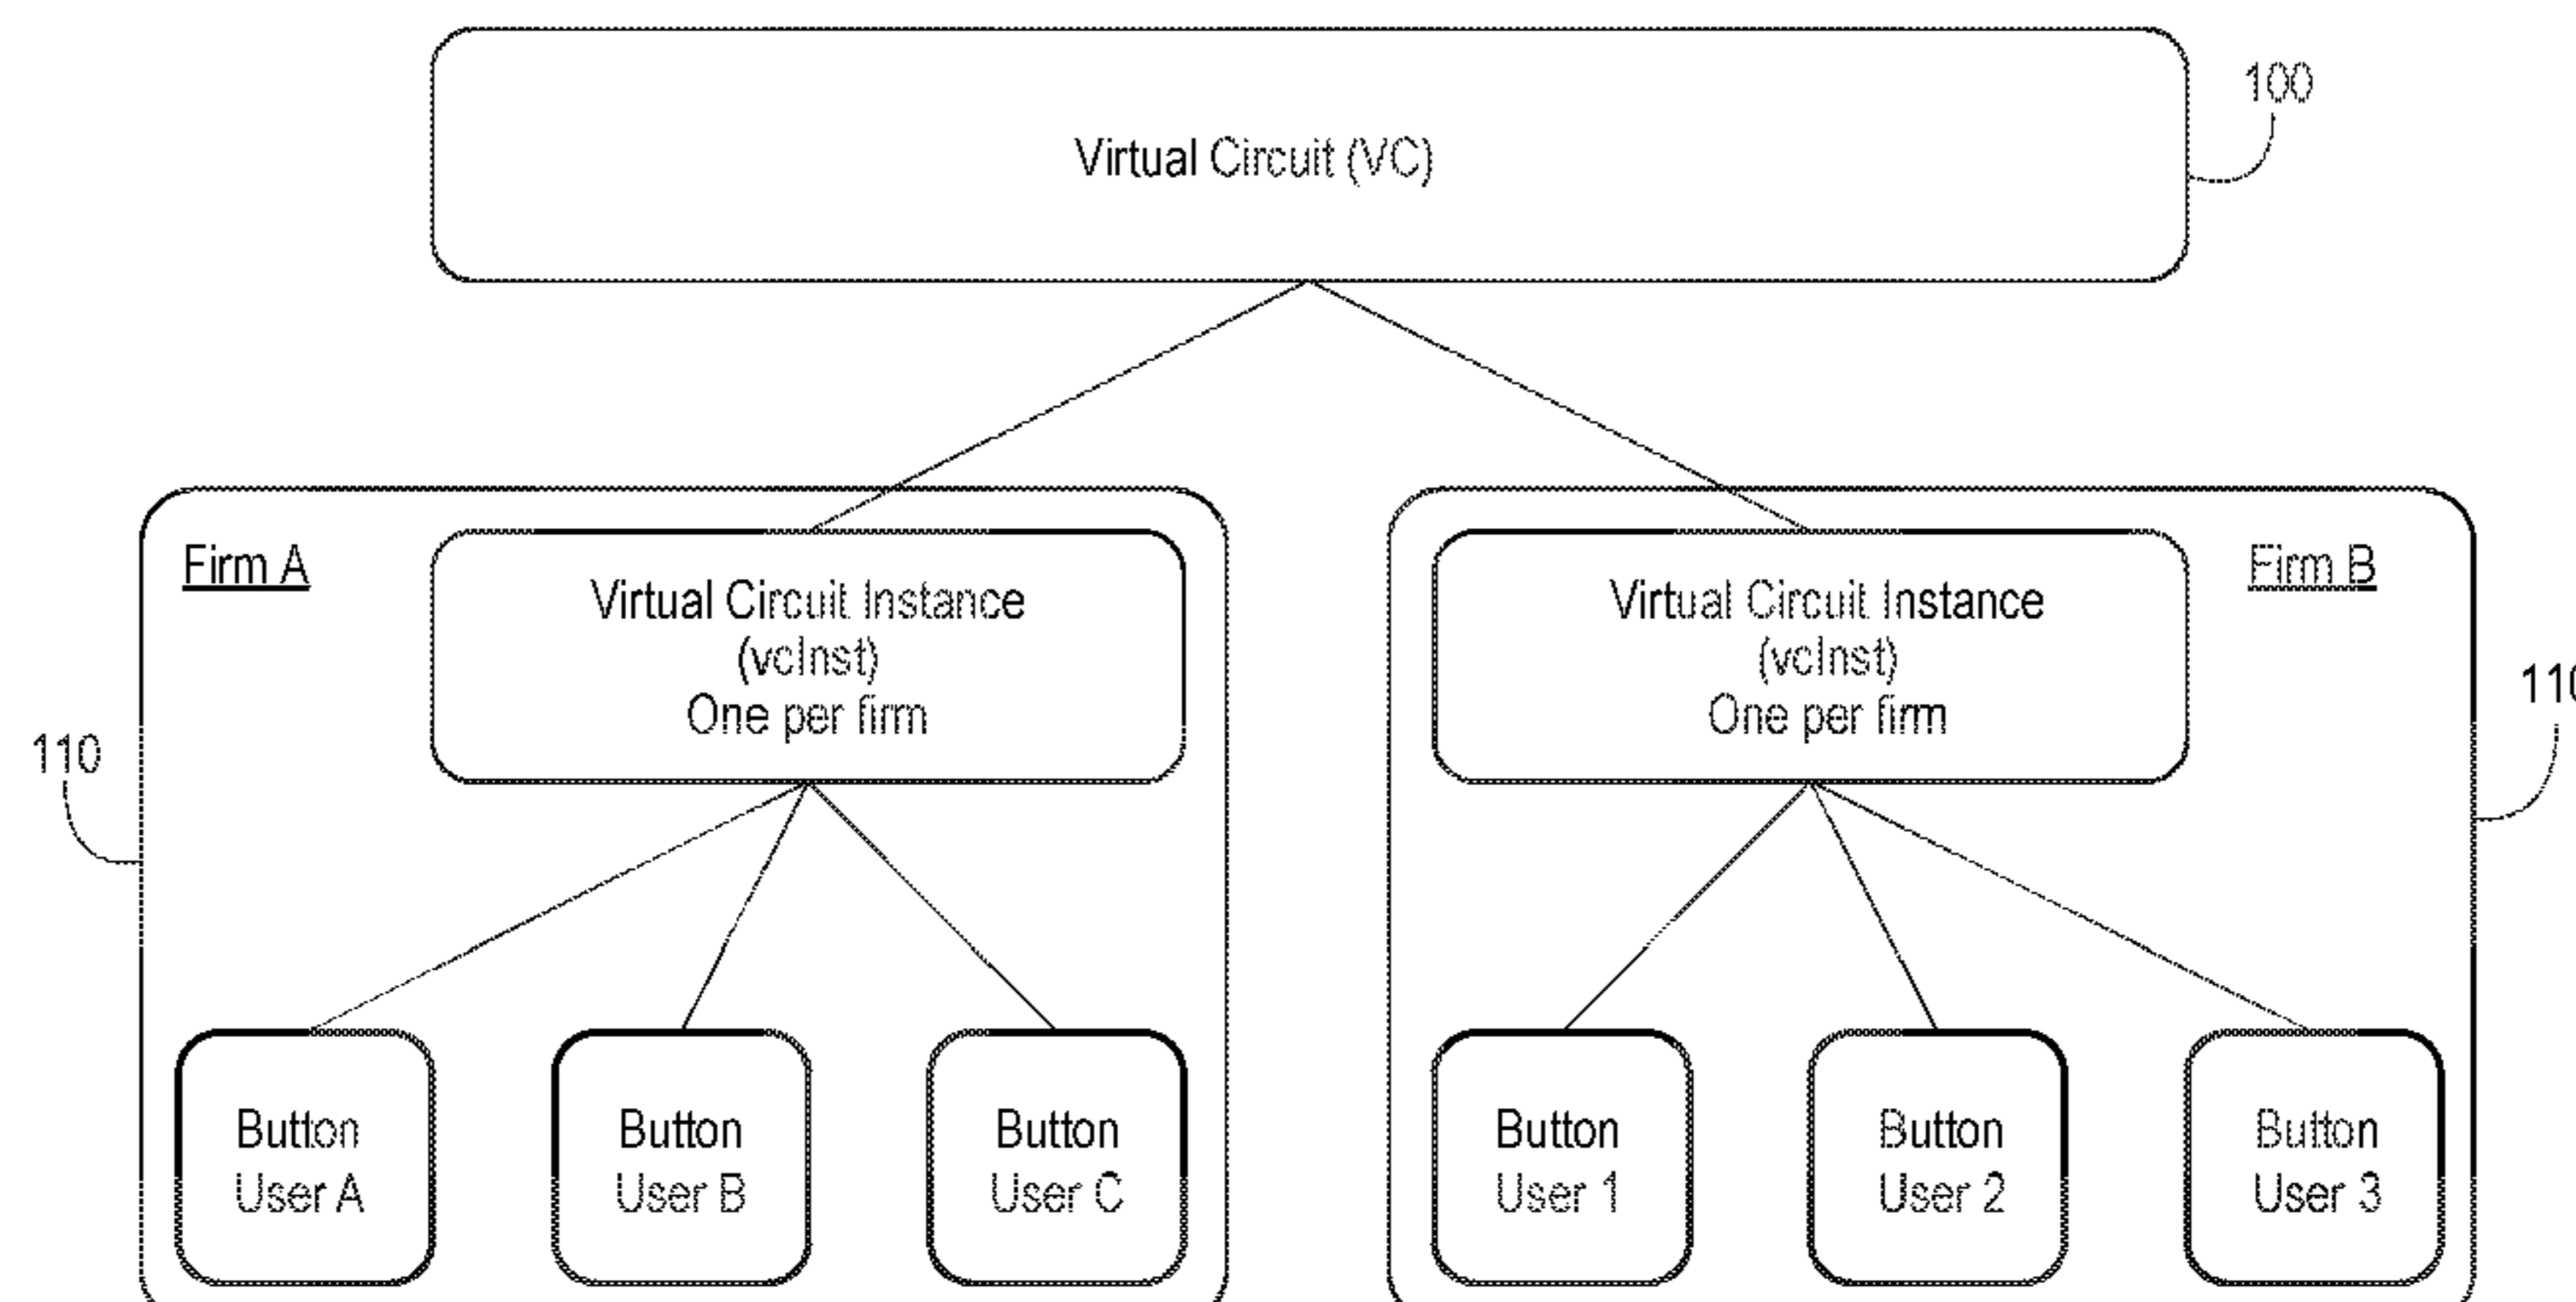 100
Virtual Circuit (VC)
Firm A
Virtual Circuit Instance
(vcInst)
One per firm
110
Button
User A
Button
User B
Button
User C
Firm B
Virtual Circuit Instance
(vcInst)
One per firm
110
Button
User 1
Button
User 2
Button
User 3